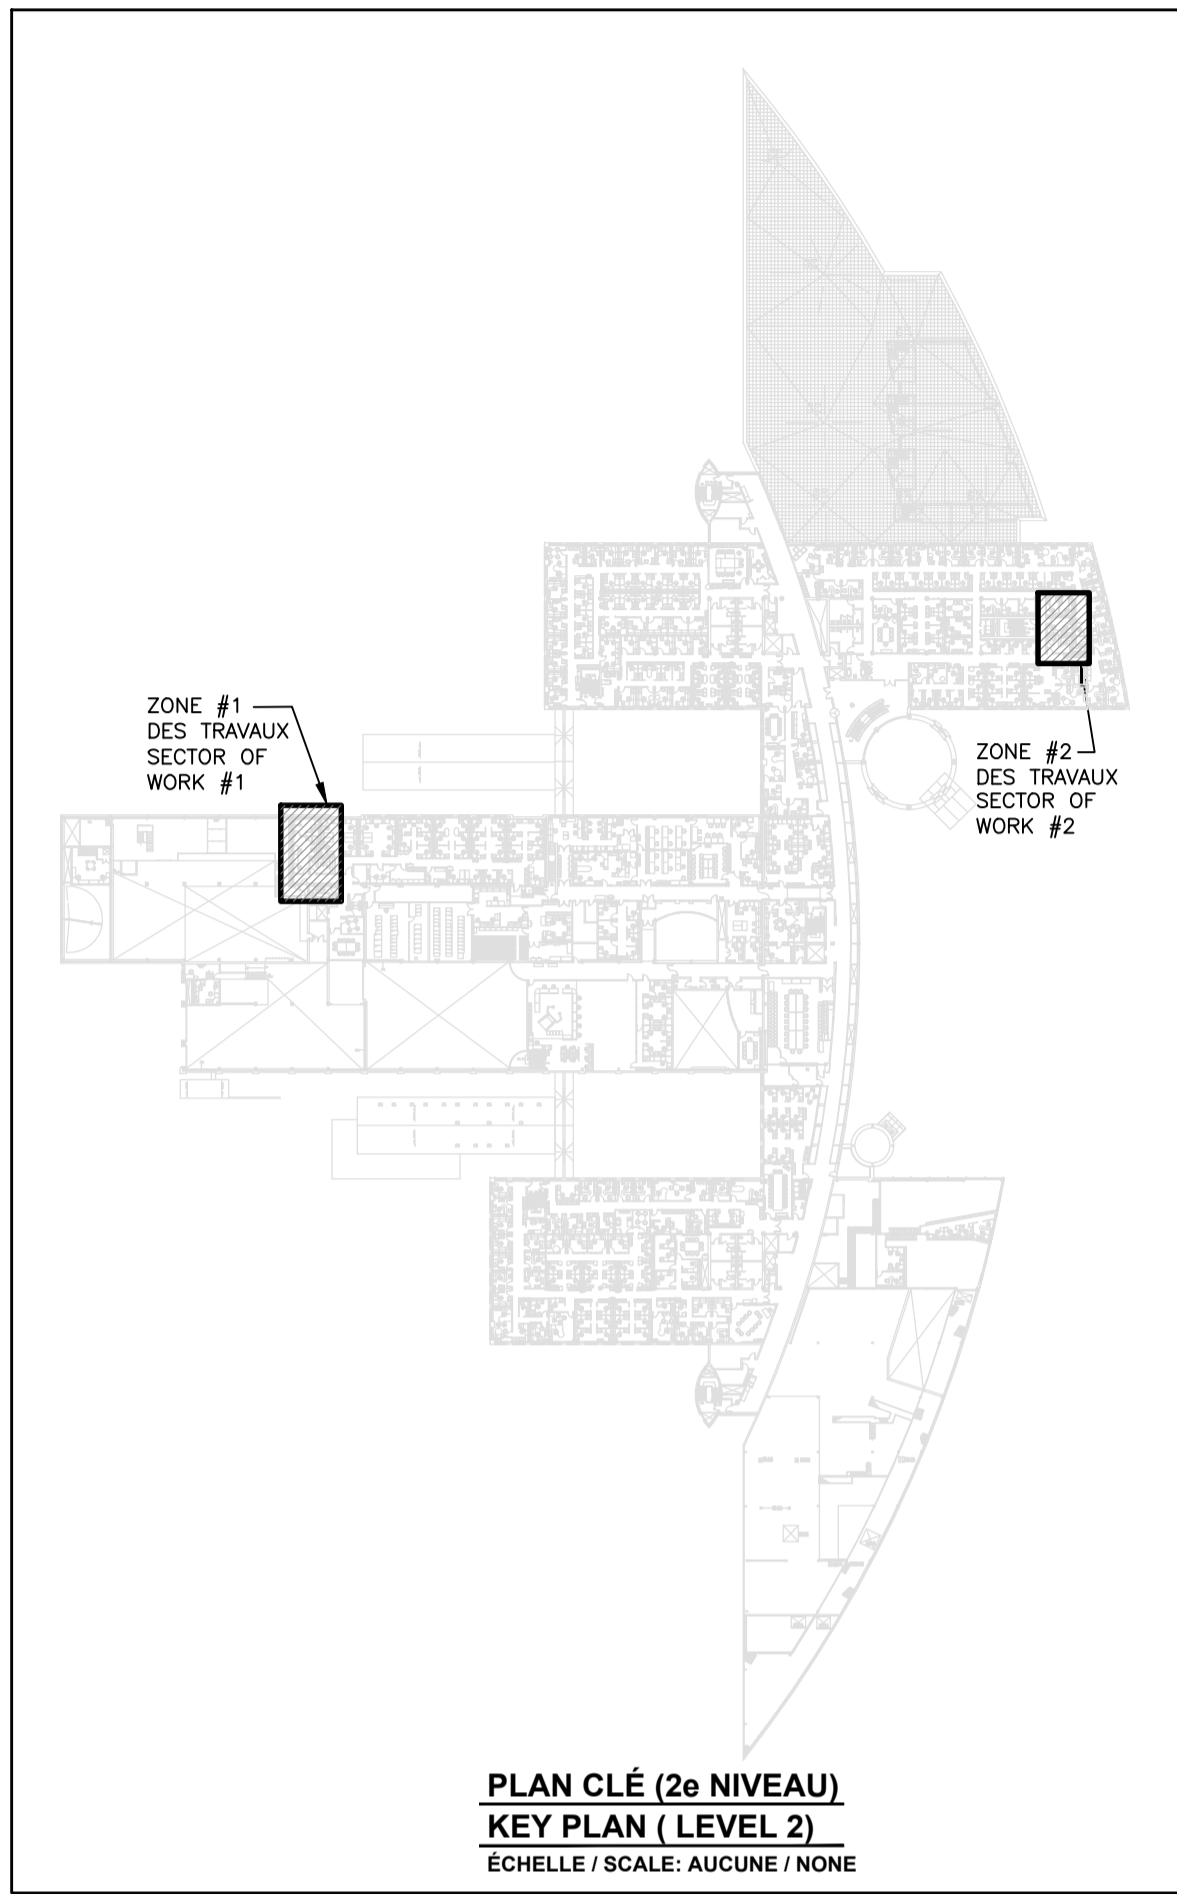 ZONE #1
DES TRAVAUX
SECTOR OF
WORK #1
ZONE #2
DES TRAVAUX
SECTOR OF
WORK #2
PLAN CLÉ (2e NIVEAU)
KEY PLAN ( LEVEL 2)
ÉCHELLE / SCALE: AUCUNE / NONE